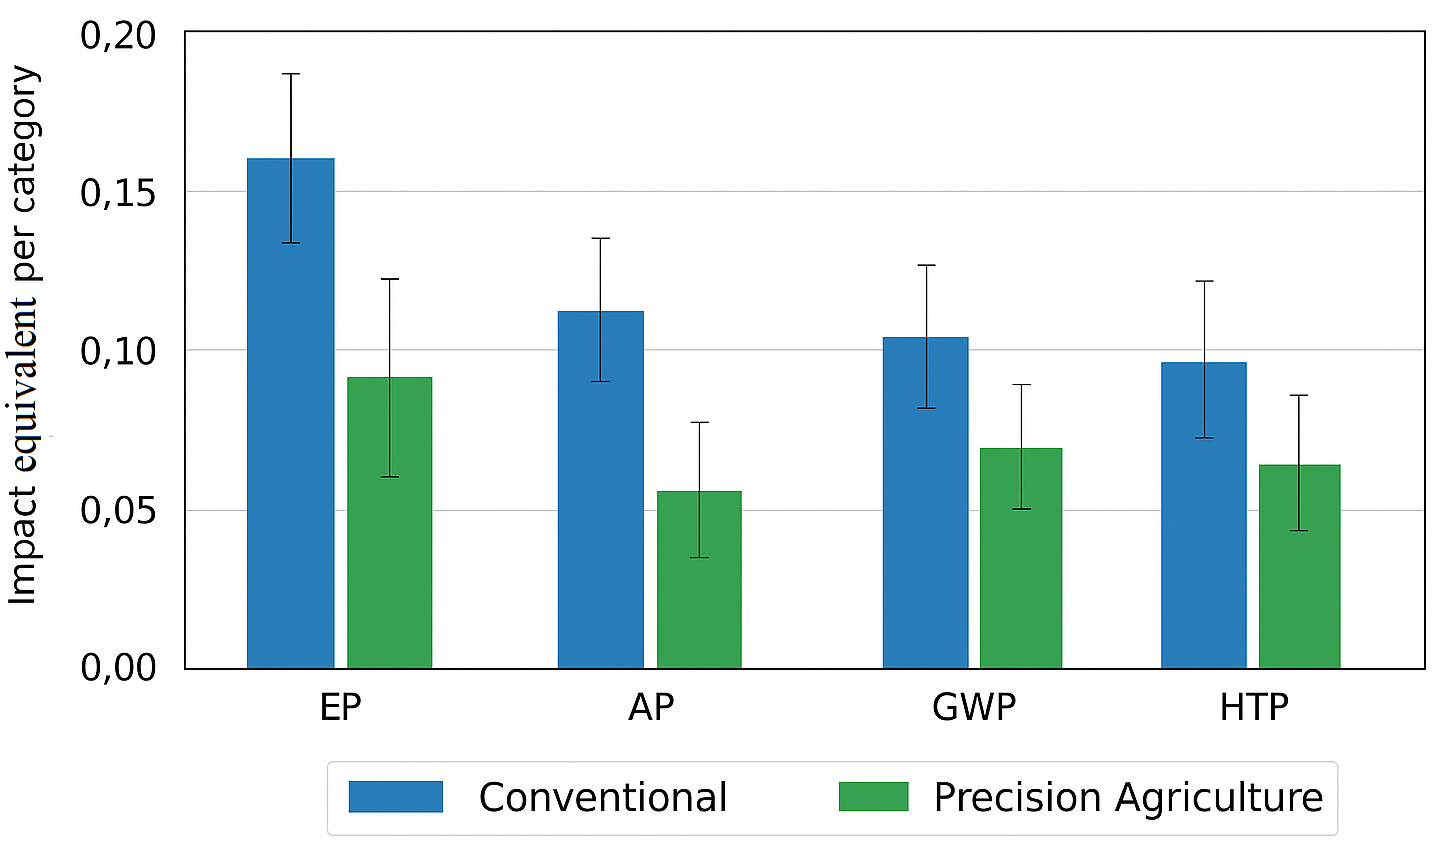 Impact equivalent per category
0,20
0,15
0,10
0,05
0,00
EP
AP
GWP
HTP
Conventional
Precision Agriculture